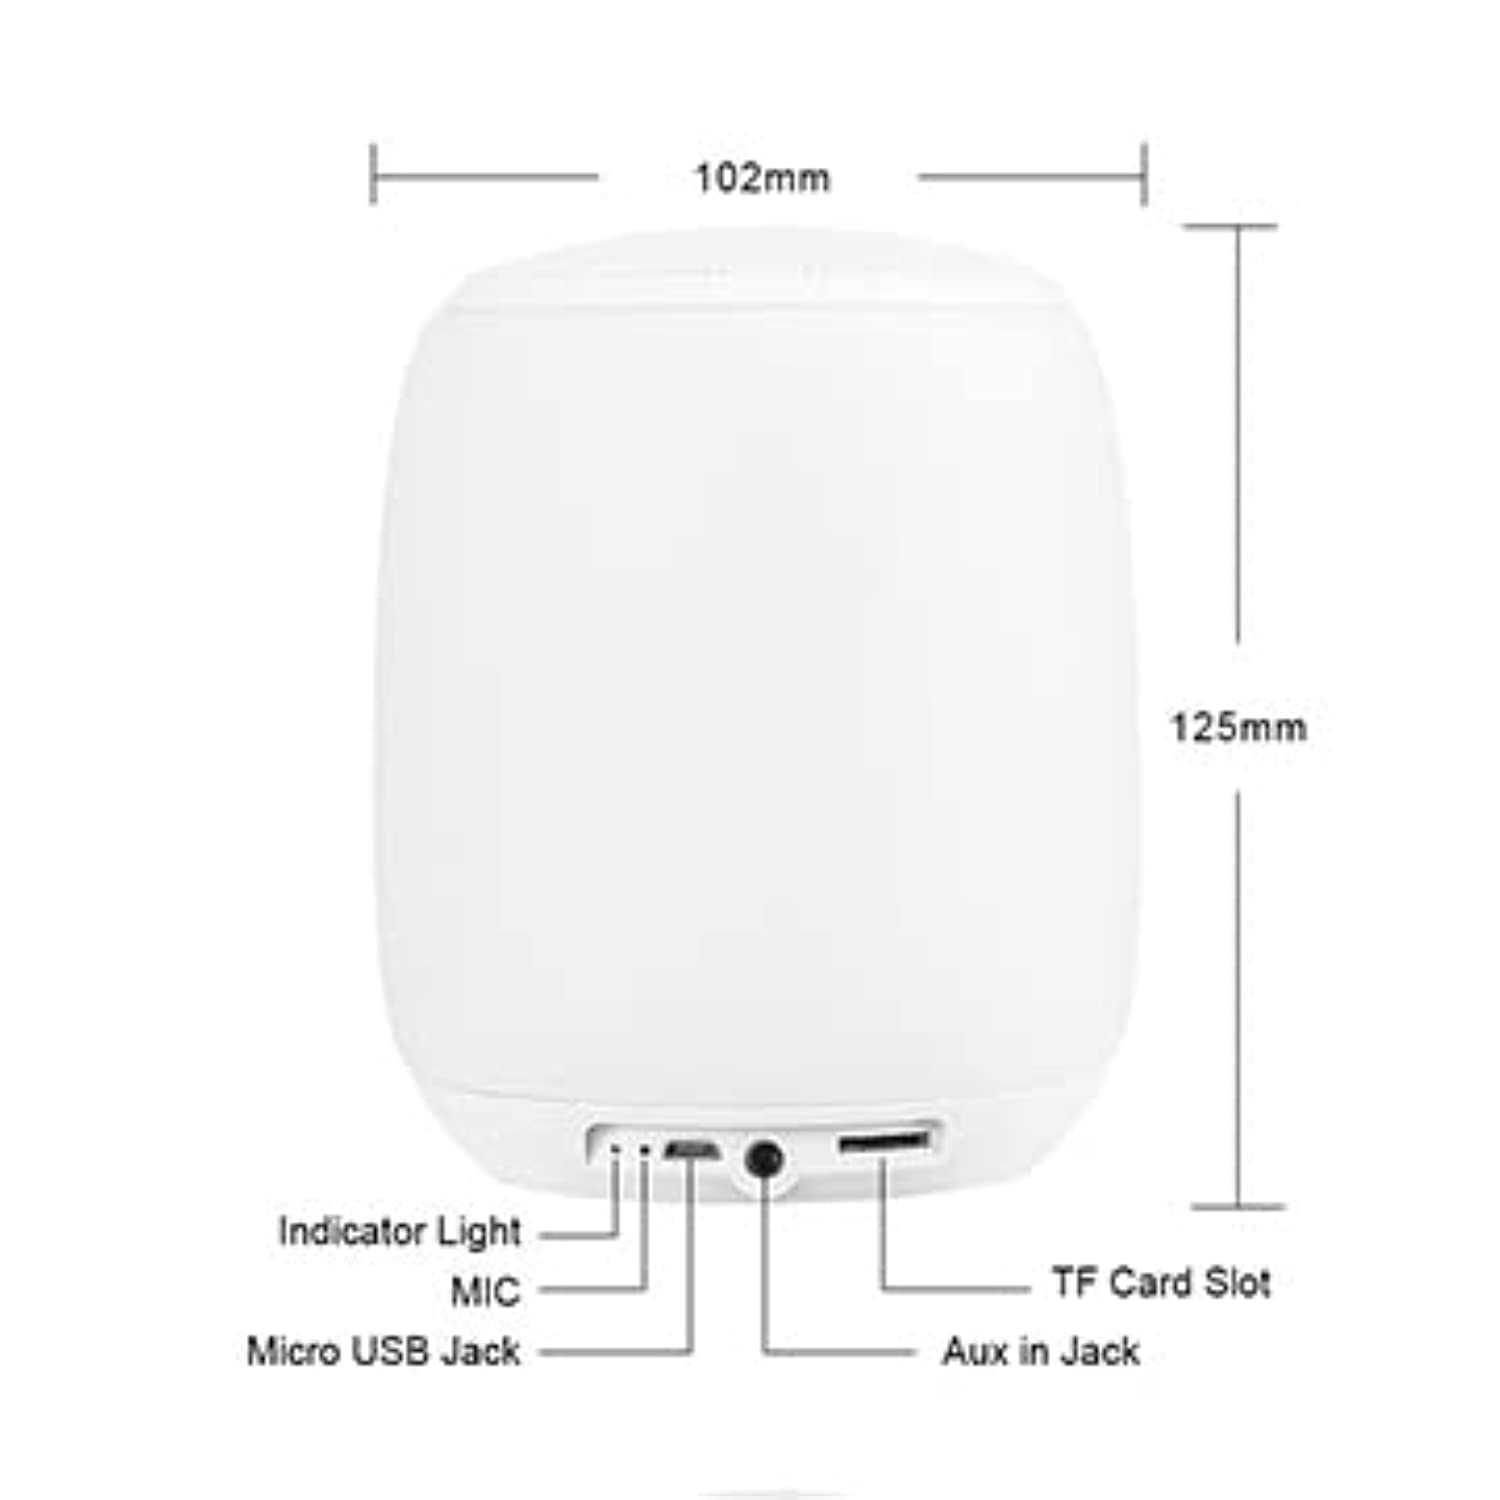 102mm
125mm
Indicator Light
MIC
Micro USB Jack
TF Card Slot
Aux in Jack